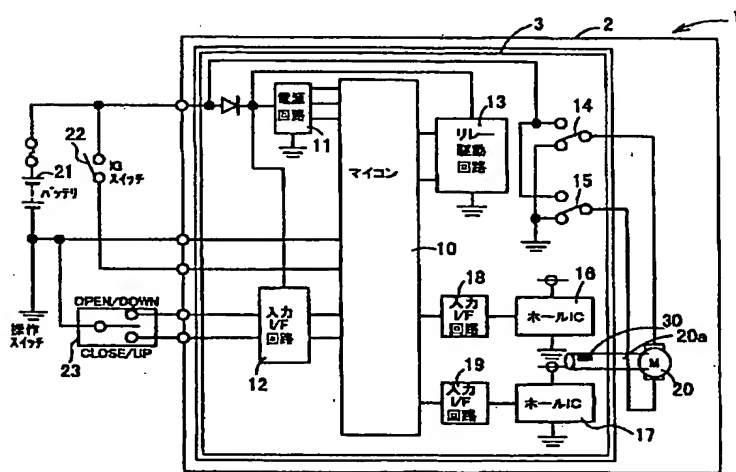 1
2
3
電源
回路
11
13
リレー
駆動
回路
14
15
22
IG
スイッチ
21
バッテリ
マイコン
10
18
入力
I/F
回路
16
ホールIC
30
20a
OPEN/DOWN
操作
スイッチ
23
CLOSE/UP
入力
I/F
回路
12
19
入力
I/F
回路
ホールIC
17
M
20